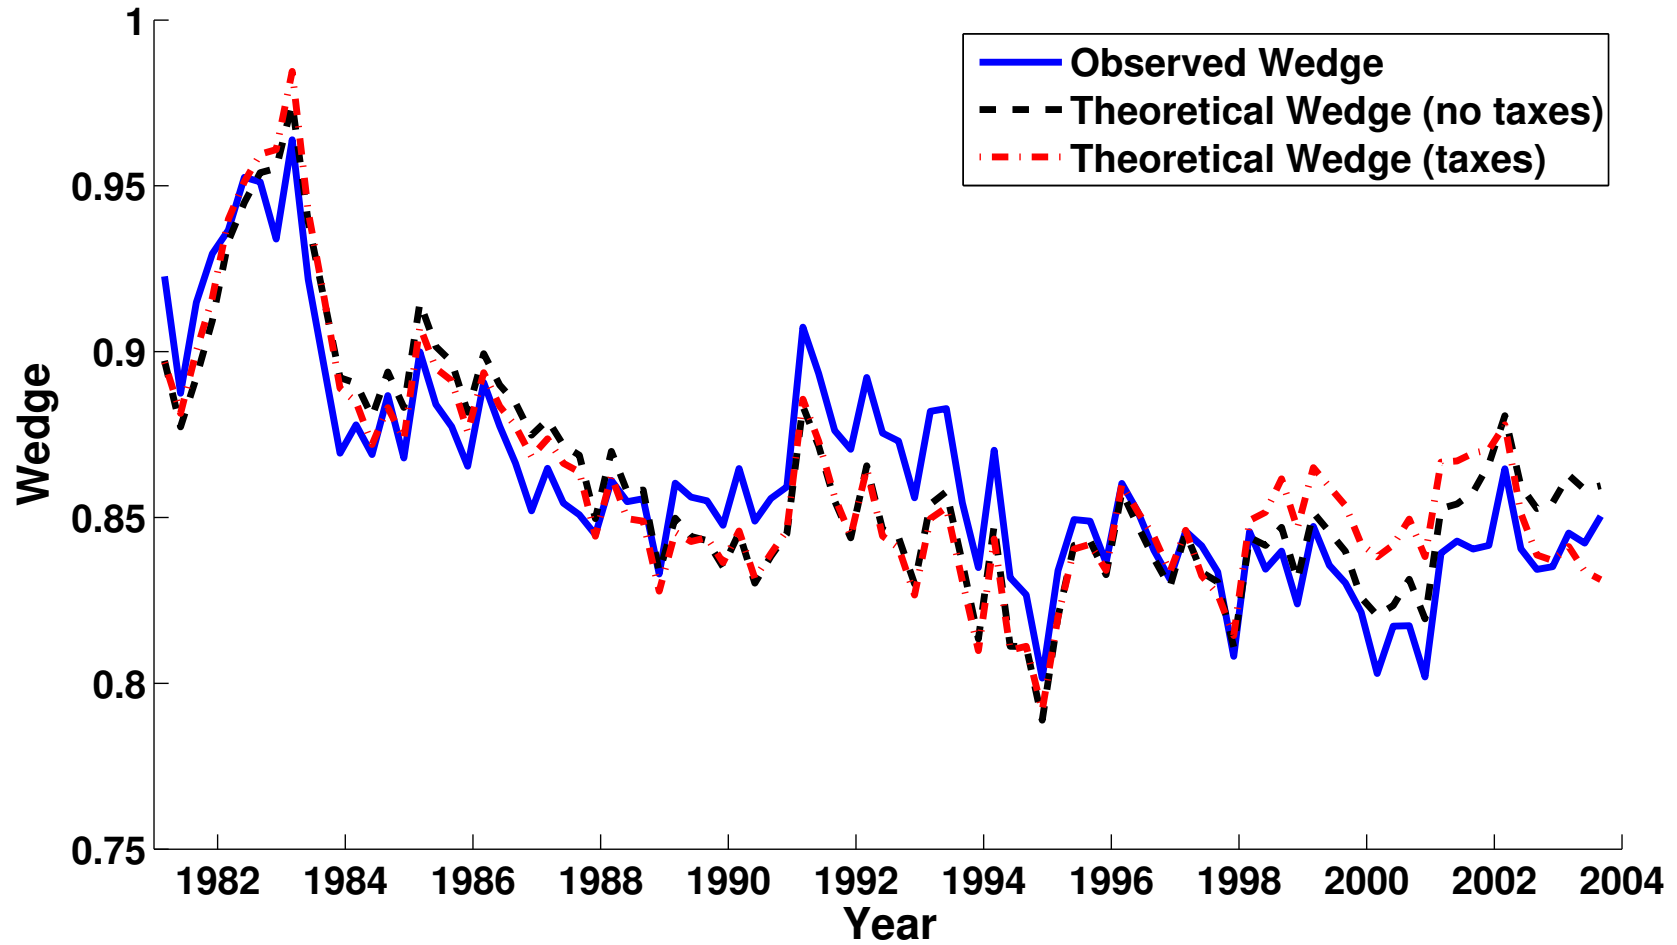 1
0.95
0.9
0.85
0.8
0.75
Wedge
Observed Wedge
Theoretical Wedge (no taxes)
Theoretical Wedge (taxes)
1982 1984 1986 1988 1990 1992 1994 1996 1998 2000 2002 2004
Year